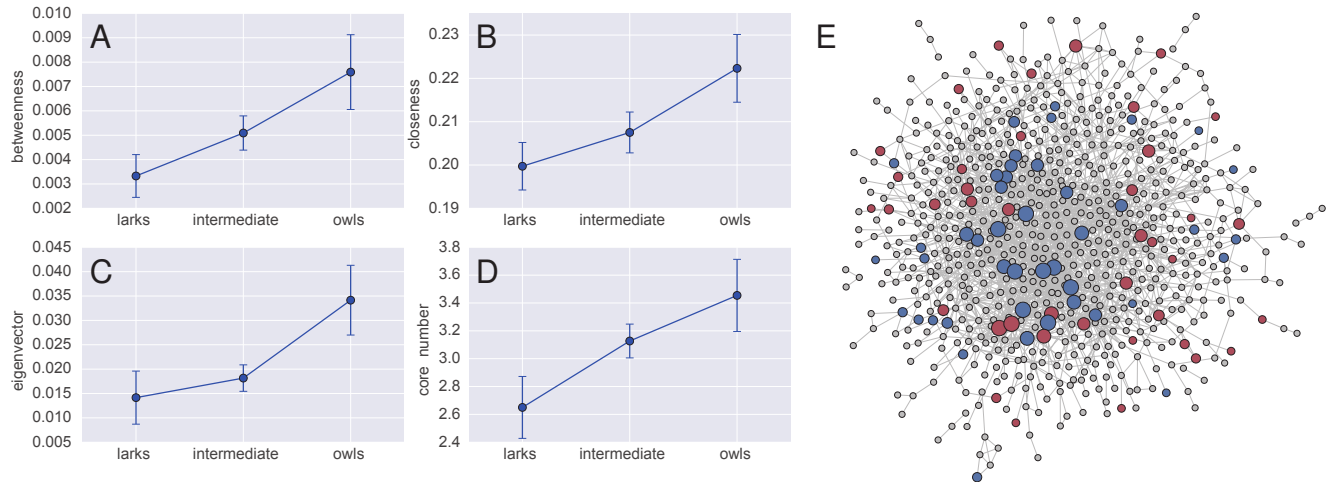 A
betweenness
0.010
0.009
0.008
0.007
0.006
0.005
0.004
0.003
0.002
larks intermediate owls
B
closeness
0.23
0.22
0.21
0.20
0.19
larks intermediate owls
C
eigenvector
0.045
0.040
0.035
0.030
0.025
0.020
0.015
0.010
0.005
larks intermediate owls
D
core number
3.8
3.6
3.4
3.2
3.0
2.8
2.6
2.4
larks intermediate owls
E